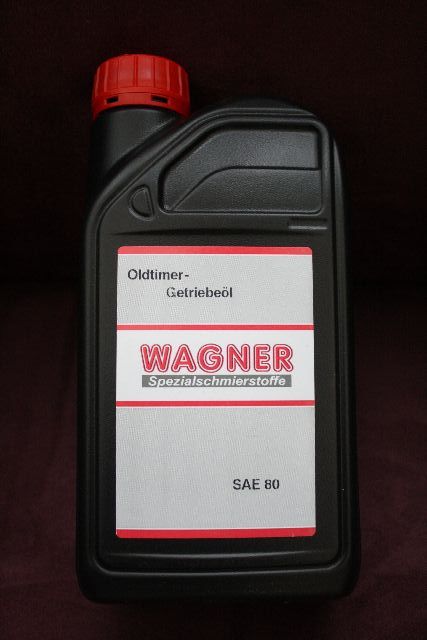 Oldtimer-
Getriebeöl
WAGNER
Spezialschmierstoffe
SAE 80